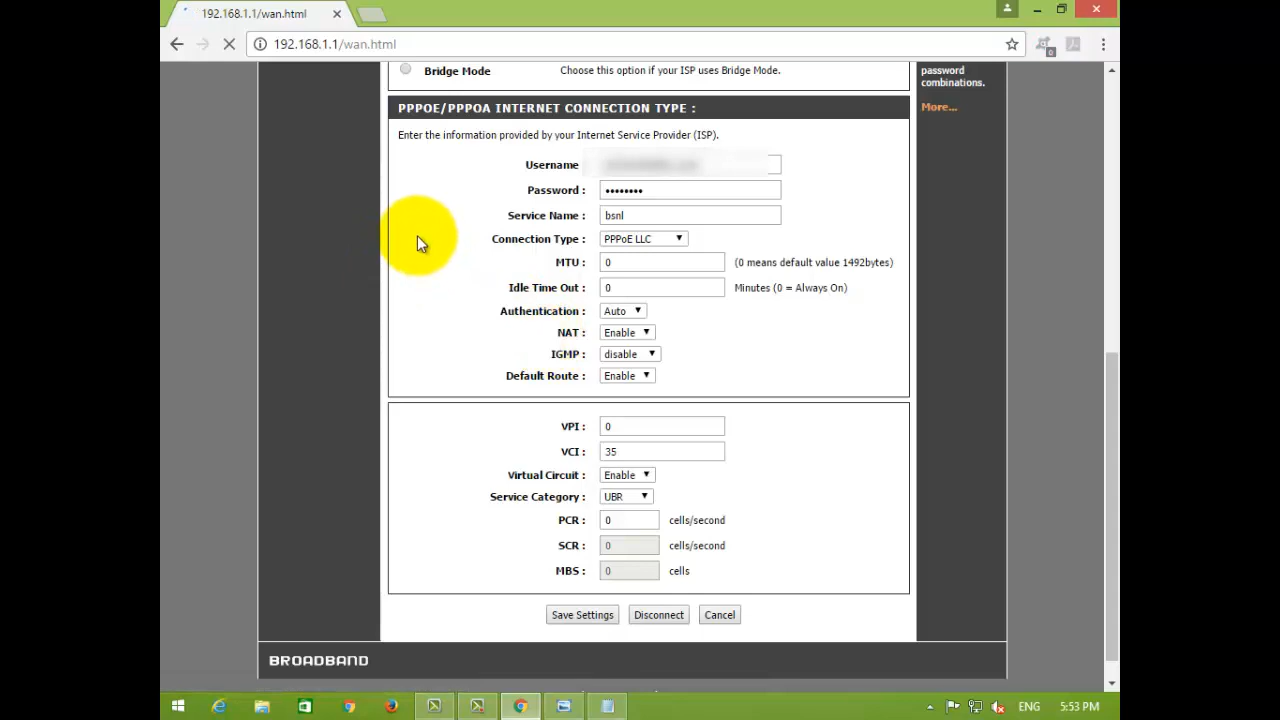 192.168.1.1/wan.html
192.168.1.1/wan.html
0
Bridge Mode Choose this option if your ISP uses Bridge Mode.
password
combinations.
More...
PPPOE/PPPOA INTERNET CONNECTION TYPE :
Enter the information provided by your Internet Service Provider (ISP).
Username
Password : ••••••••
Service Name : bsnl
Connection Type : PPPoE LLC
MTU : 0 (0 means default value 1492bytes)
Idle Time Out : 0 Minutes (0 = Always On)
Authentication : Auto
NAT : Enable
IGMP : disable
Default Route : Enable
VPI : 0
VCI : 35
Virtual Circuit : Enable
Service Category : UBR
PCR : 0 cells/second
SCR : 0 cells/second
MBS : 0 cells
Save Settings Disconnect Cancel
BROADBAND
ENG 5:53 PM